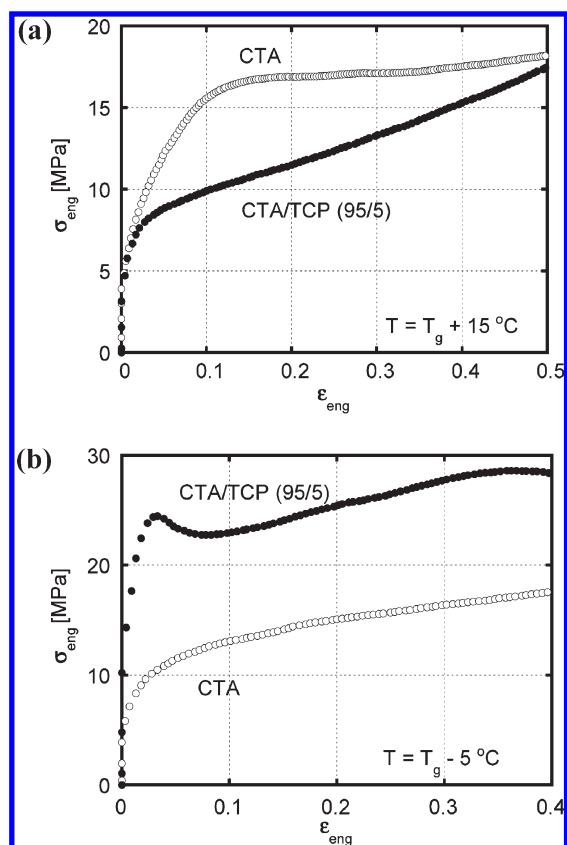 (a)
20
CTA
15
σeng [MPa]
10
CTA/TCP (95/5)
5
T = Tg + 15 °C
0
0 0.1 0.2 0.3 0.4 0.5
εeng
(b)
30
CTA/TCP (95/5)
20
σeng [MPa]
10
CTA
T = Tg - 5 °C
0
0 0.1 0.2 0.3 0.4
εeng